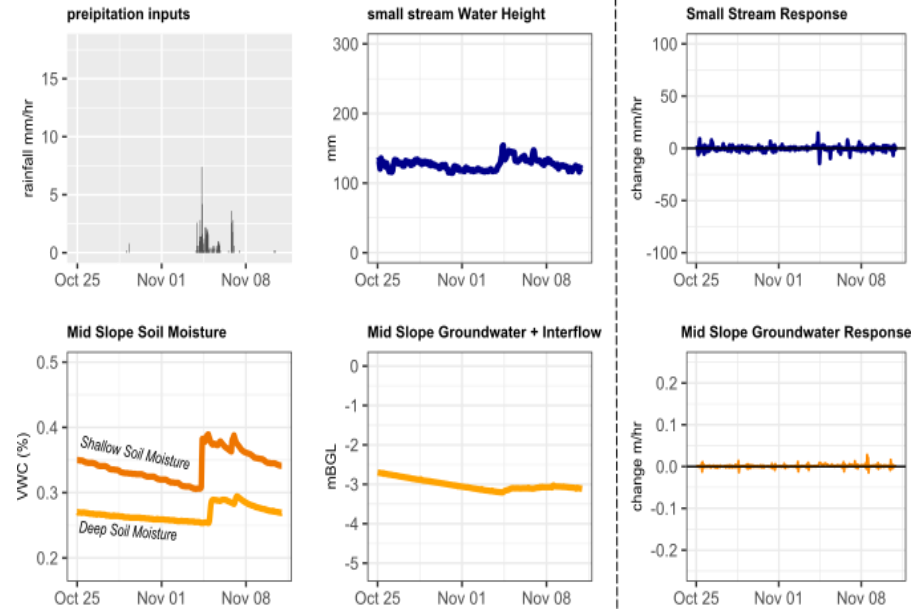 preipitation inputs
rainfall mm/hr
15
10
5
0
Oct 25
Nov 01
Nov 08
small stream Water Height
mm
300
200
100
0
Oct 25
Nov 01
Nov 08
Small Stream Response
change mm/hr
100
50
0
-50
-100
Oct 25
Nov 01
Nov 08
Mid Slope Soil Moisture
VWC (%)
0.5
0.4
0.3
0.2
Shallow Soil Moisture
Deep Soil Moisture
Oct 25
Nov 01
Nov 08
Mid Slope Groundwater + Interflow
mBGL
0
-1
-2
-3
-4
-5
Oct 25
Nov 01
Nov 08
Mid Slope Groundwater Response
change m/hr
0.2
0.1
0.0
-0.1
-0.2
Oct 25
Nov 01
Nov 08